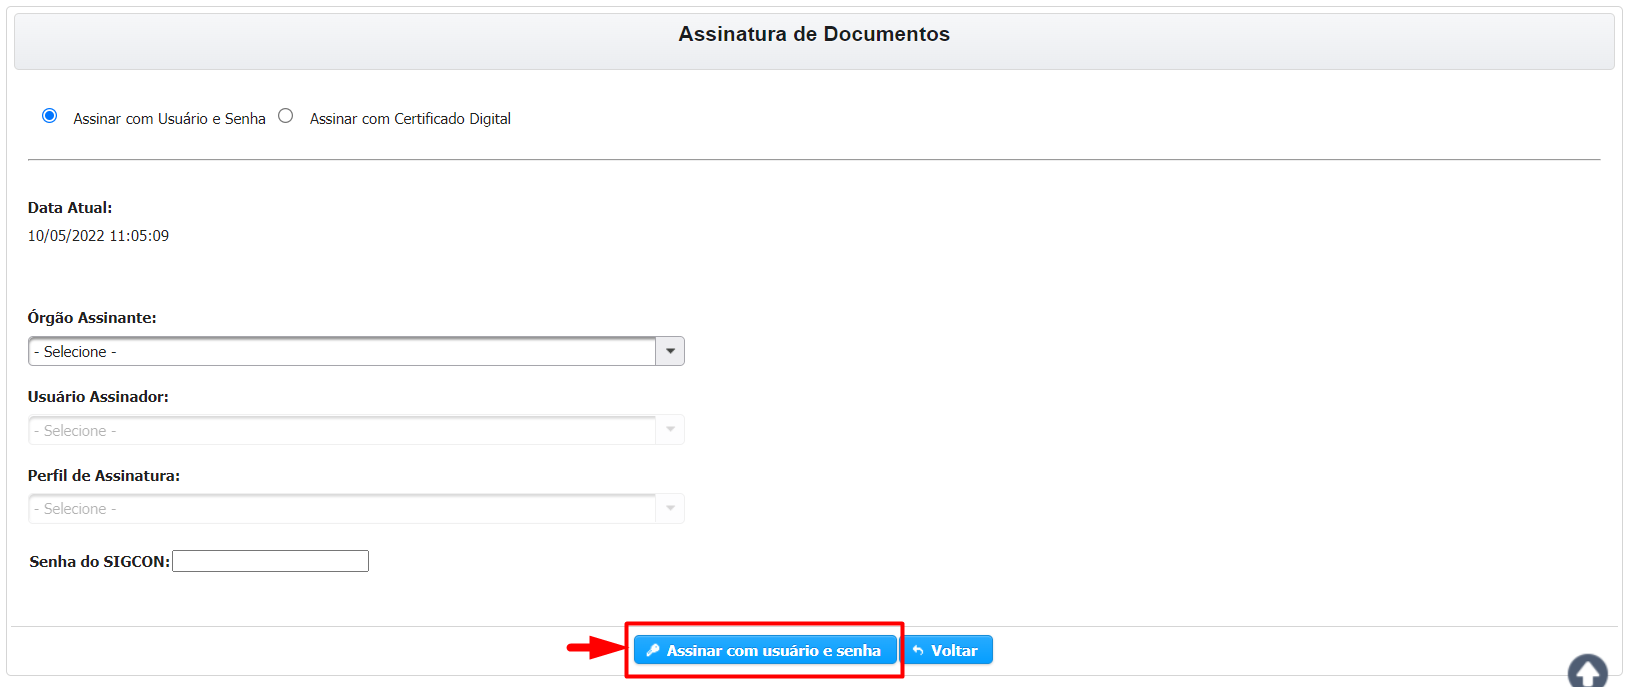 Assinatura de Documentos
Assinar com Usuário e Senha Assinar com Certificado Digital
Data Atual:
10/05/2022 11:05:09
Órgão Assinante:
- Selecione -
Usuário Assinador:
- Selecione -
Perfil de Assinatura:
- Selecione -
Senha do SIGCON:
Assinar com usuário e senha Voltar